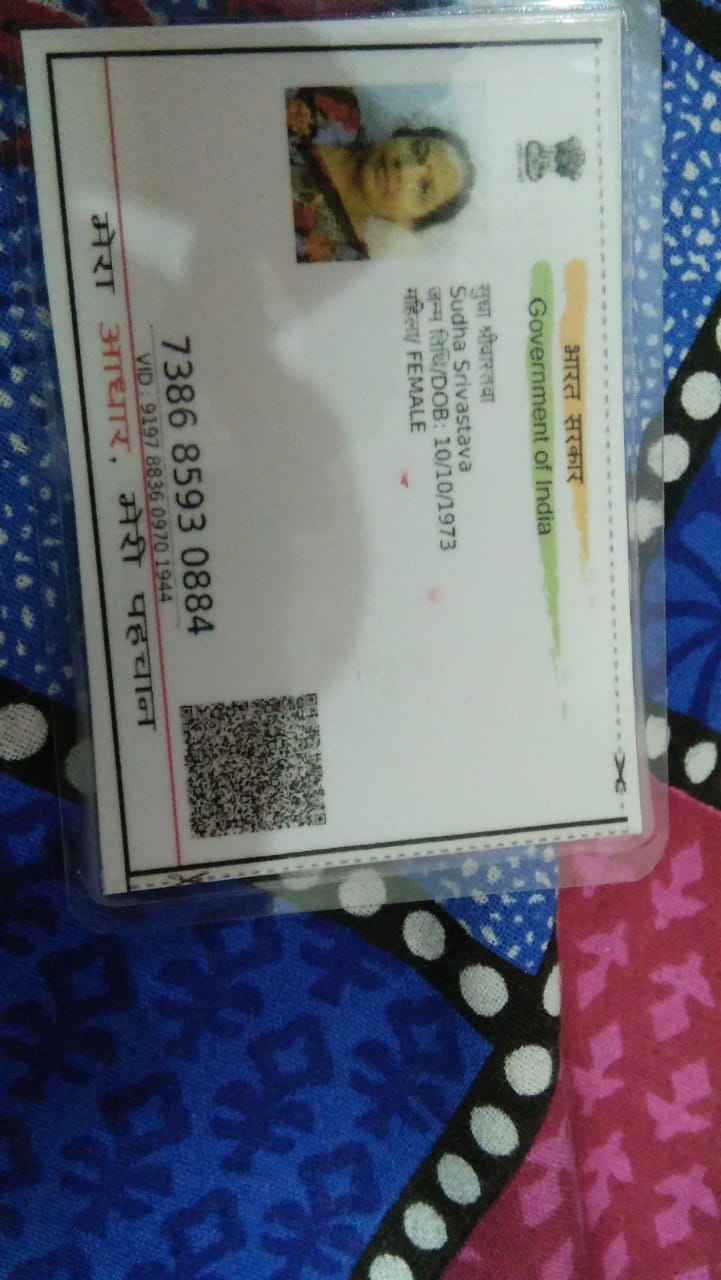 भारत सरकार
Government of India
सुधा श्रीवास्तवा
Sudha Srivastava
जन्म तिथि/DOB: 10/10/1973
महिला/ FEMALE
7386 8593 0884
VID : 9197 8836 0970 1944
मेरा आधार, मेरी पहचान